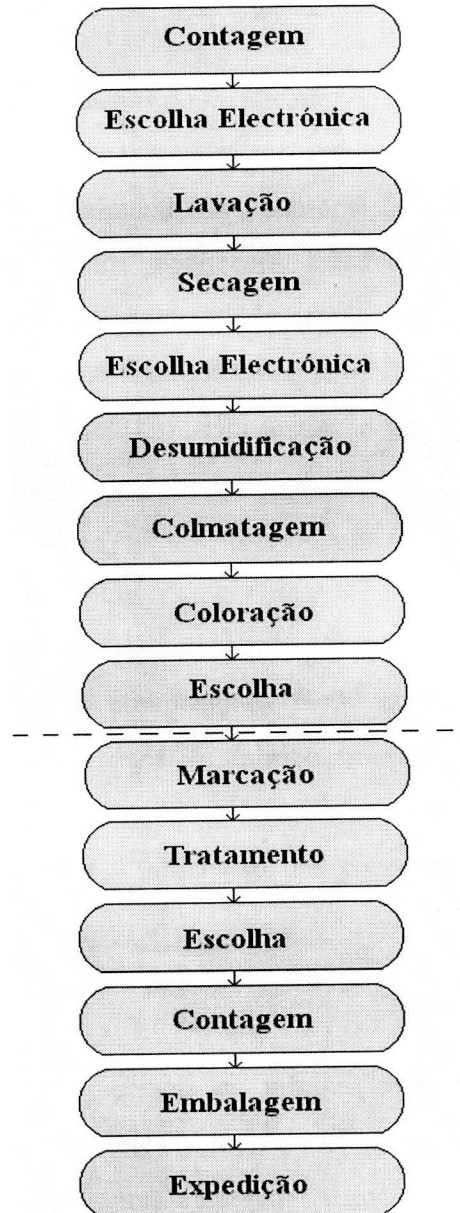 Contagem
Escolha Electrónica
Lavação
Secagem
Escolha Electrónica
Desumidificação
Colmatagem
Coloração
Escolha
Marcação
Tratamento
Escolha
Contagem
Embalagem
Expedição